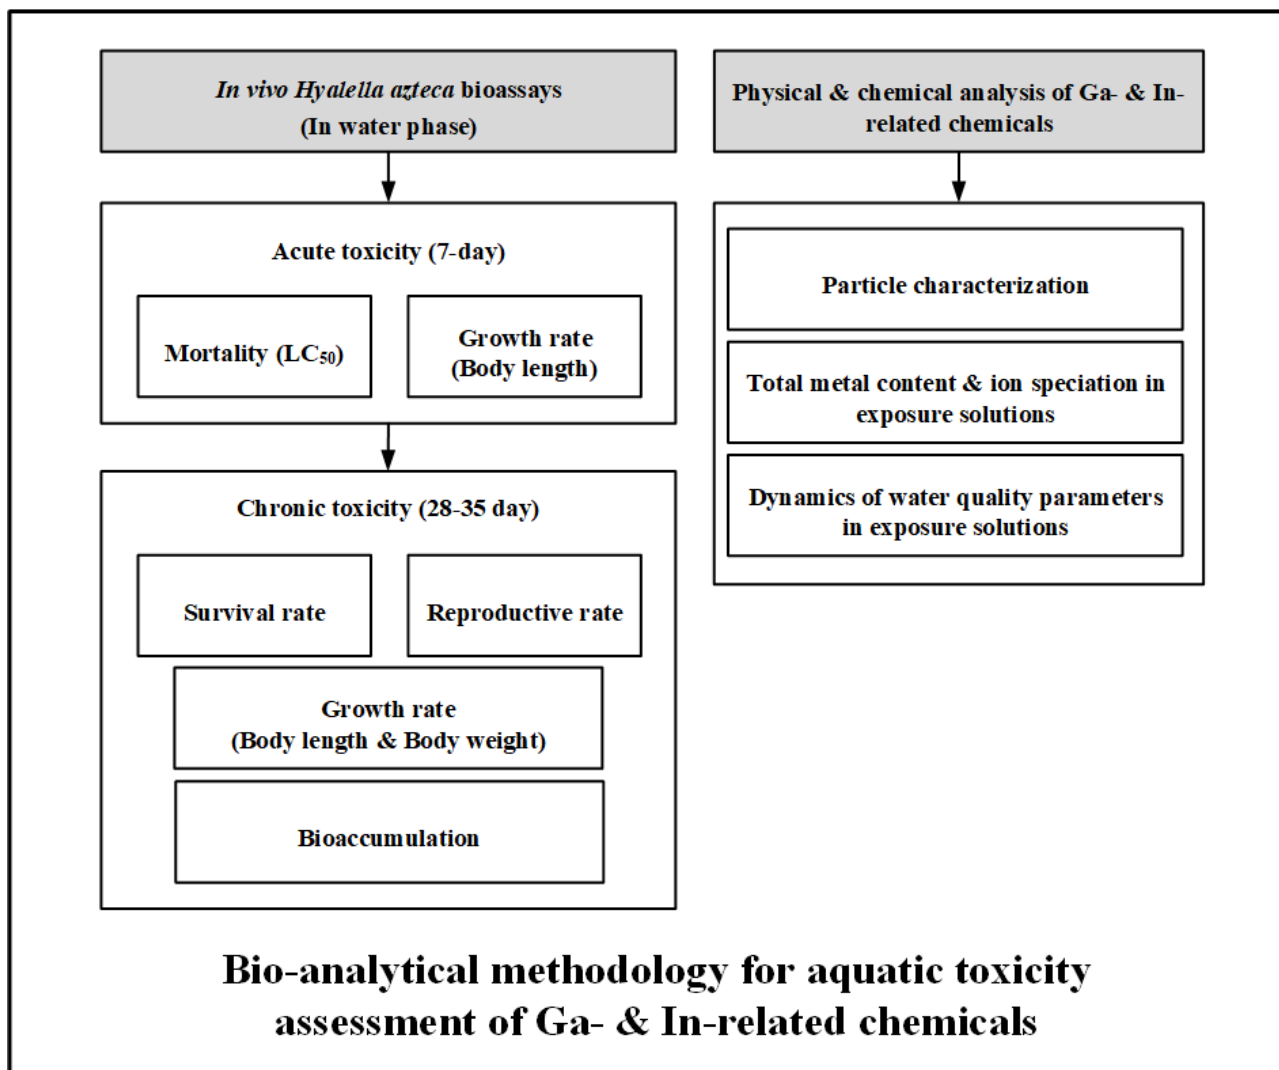 In vivo Hyalella azteca bioassays
(In water phase)
Acute toxicity (7-day)
Mortality (LC₅₀)
Growth rate
(Body length)
Chronic toxicity (28-35 day)
Survival rate
Reproductive rate
Growth rate
(Body length & Body weight)
Bioaccumulation
Physical & chemical analysis of Ga- & In-
related chemicals
Particle characterization
Total metal content & ion speciation in
exposure solutions
Dynamics of water quality parameters
in exposure solutions
Bio-analytical methodology for aquatic toxicity
assessment of Ga- & In-related chemicals